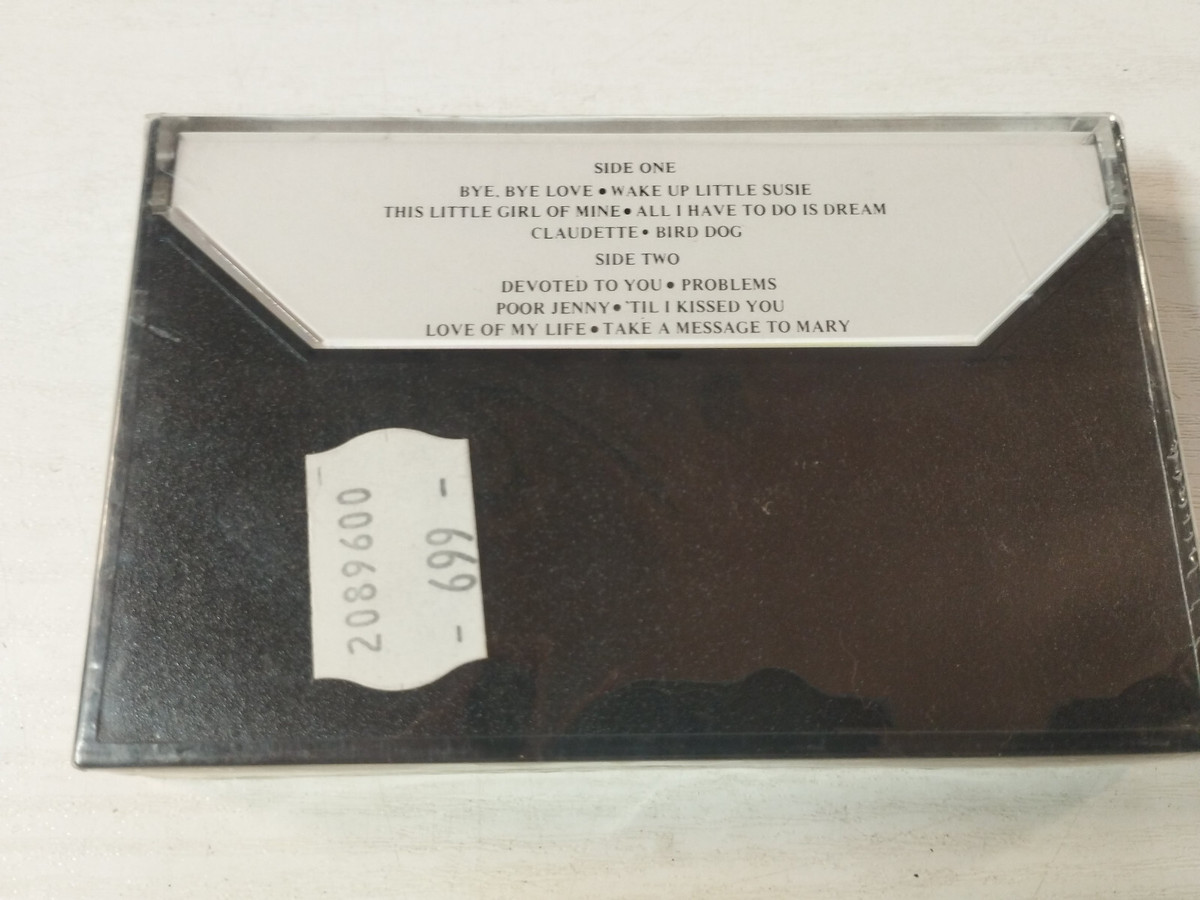 SIDE ONE
BYE, BYE LOVE • WAKE UP LITTLE SUSIE
THIS LITTLE GIRL OF MINE • ALL I HAVE TO DO IS DREAM
CLAUDETTE • BIRD DOG
SIDE TWO
DEVOTED TO YOU • PROBLEMS
POOR JENNY • 'TIL I KISSED YOU
LOVE OF MY LIFE • TAKE A MESSAGE TO MARY
2089600
- 699 -